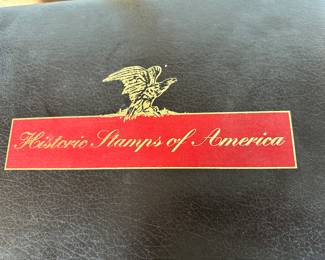 Historic Stamps of America